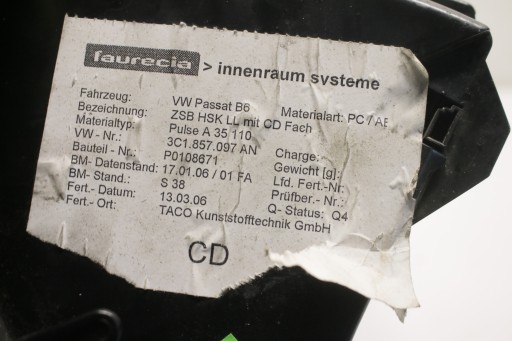 faurecia > innenraum systeme
Fahrzeug: VW Passat B6 Materialart: PC / AB
Bezeichnung: ZSB HSK LL mit CD Fach
Materialtyp: Pulse A 35 110
VW - Nr.: 3C1.857.097 AN Charge:
Bauteil - Nr.: P0108671 Gewicht [g]:
BM- Datenstand: 17.01.06 / 01 FA Lfd. Fert.-Nr:
BM- Stand.: S 38 Prüfber.- Nr.:
Fert.- Datum: 13.03.06 Q- Status: Q4
Fert.- Ort: TACO Kunststofftechnik GmbH
CD